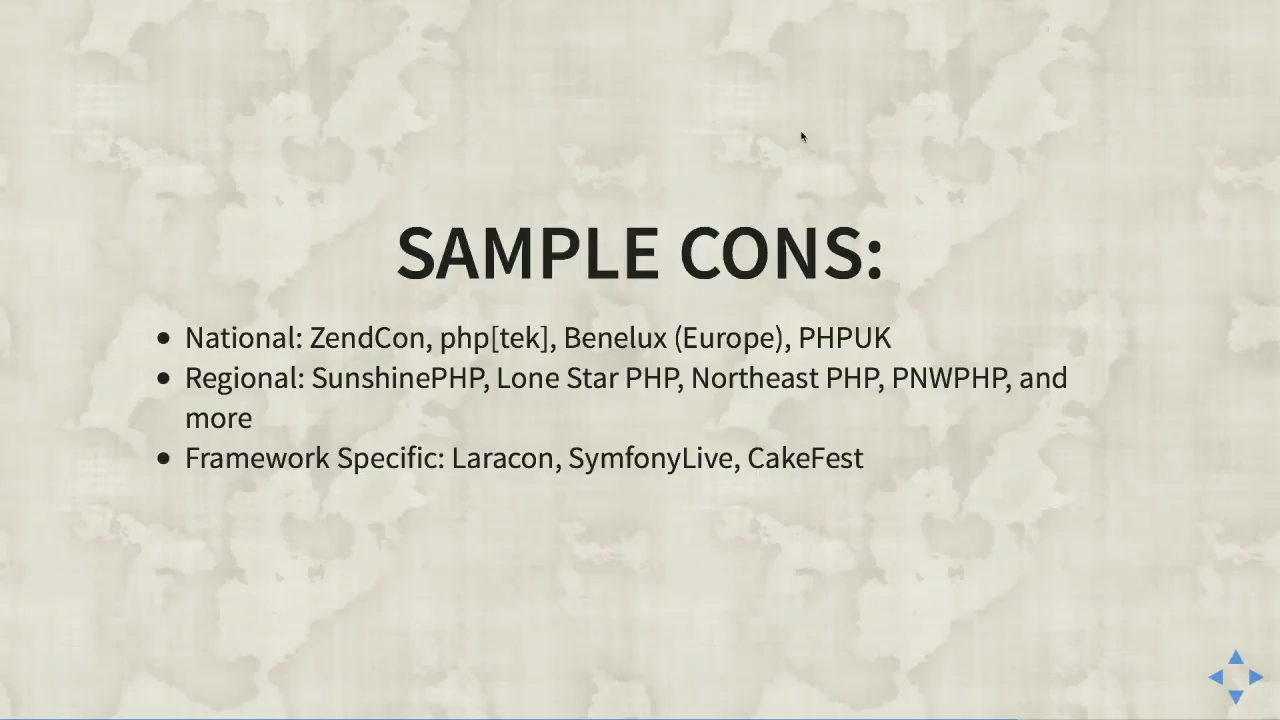 SAMPLE CONS:
• National: ZendCon, php[tek], Benelux (Europe), PHPUK
• Regional: SunshinePHP, Lone Star PHP, Northeast PHP, PNWPHP, and
more
• Framework Specific: Laracon, SymfonyLive, CakeFest